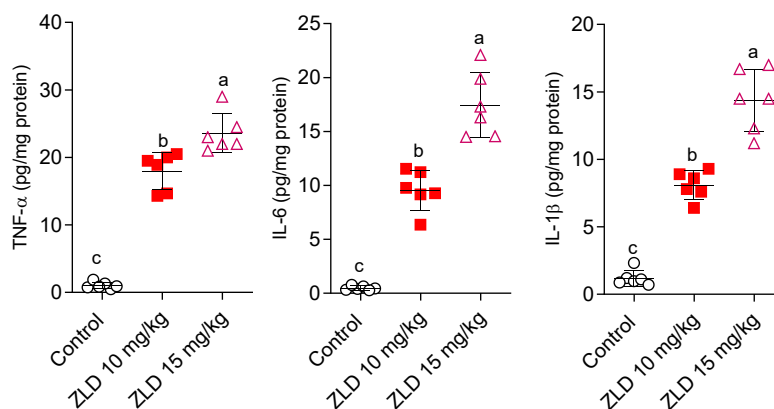 TNF-α (pg/mg protein)
40
30
20
10
0
c
b
a
Control
ZLD 10 mg/kg
ZLD 15 mg/kg
IL-6 (pg/mg protein)
25
20
15
10
5
0
c
b
a
Control
ZLD 10 mg/kg
ZLD 15 mg/kg
IL-1β (pg/mg protein)
20
15
10
5
0
c
b
a
Control
ZLD 10 mg/kg
ZLD 15 mg/kg